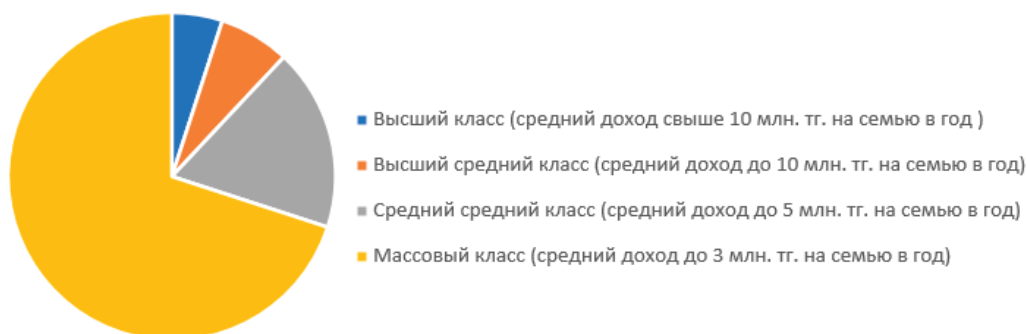 Высший класс (средний доход свыше 10 млн. тг. на семью в год )
Высший средний класс (средний доход до 10 млн. тг. на семью в год)
Средний средний класс (средний доход до 5 млн. тг. на семью в год)
Массовый класс (средний доход до 3 млн. тг. на семью в год)